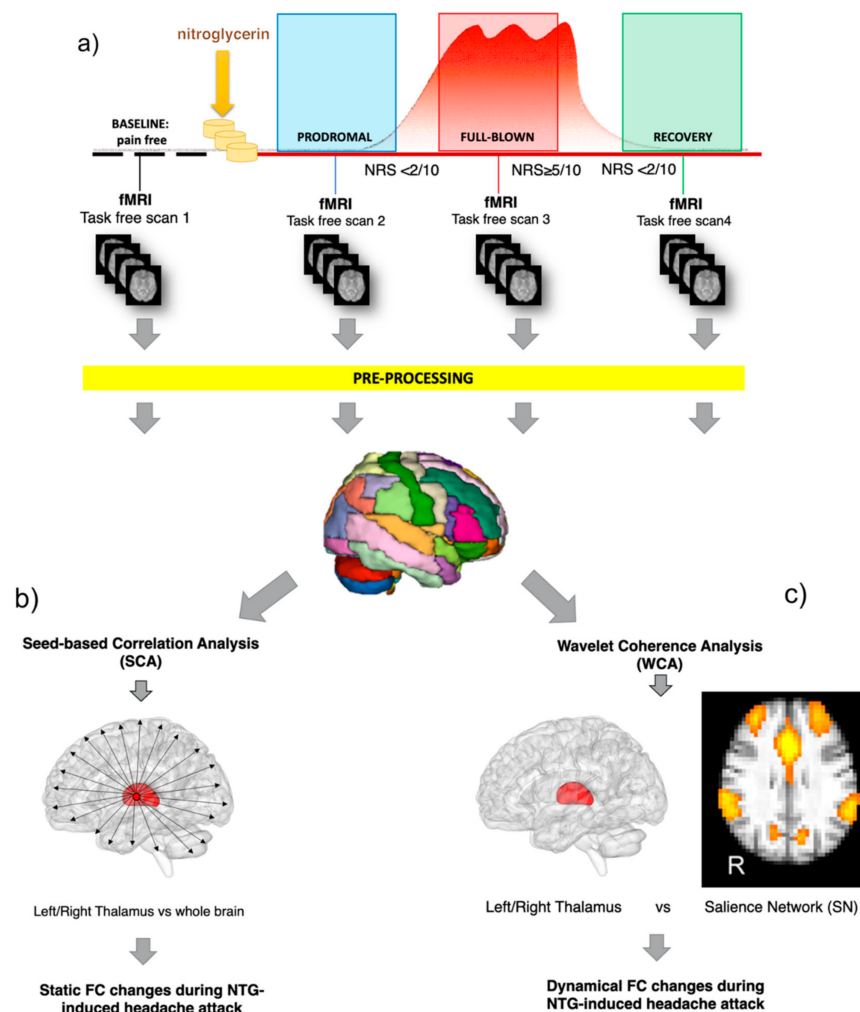 a)
nitroglycerin
BASELINE:
pain free
PRODROMAL
FULL-BLOWN
RECOVERY
NRS <2/10
NRS≥5/10
NRS <2/10
fMRI
Task free scan 1
fMRI
Task free scan 2
fMRI
Task free scan 3
fMRI
Task free scan4
PRE-PROCESSING
b)
c)
Seed-based Correlation Analysis
(SCA)
Wavelet Coherence Analysis
(WCA)
R
Left/Right Thalamus vs whole brain
Left/Right Thalamus vs Salience Network (SN)
Static FC changes during NTG-
induced headache attack
Dynamical FC changes during
NTG-induced headache attack